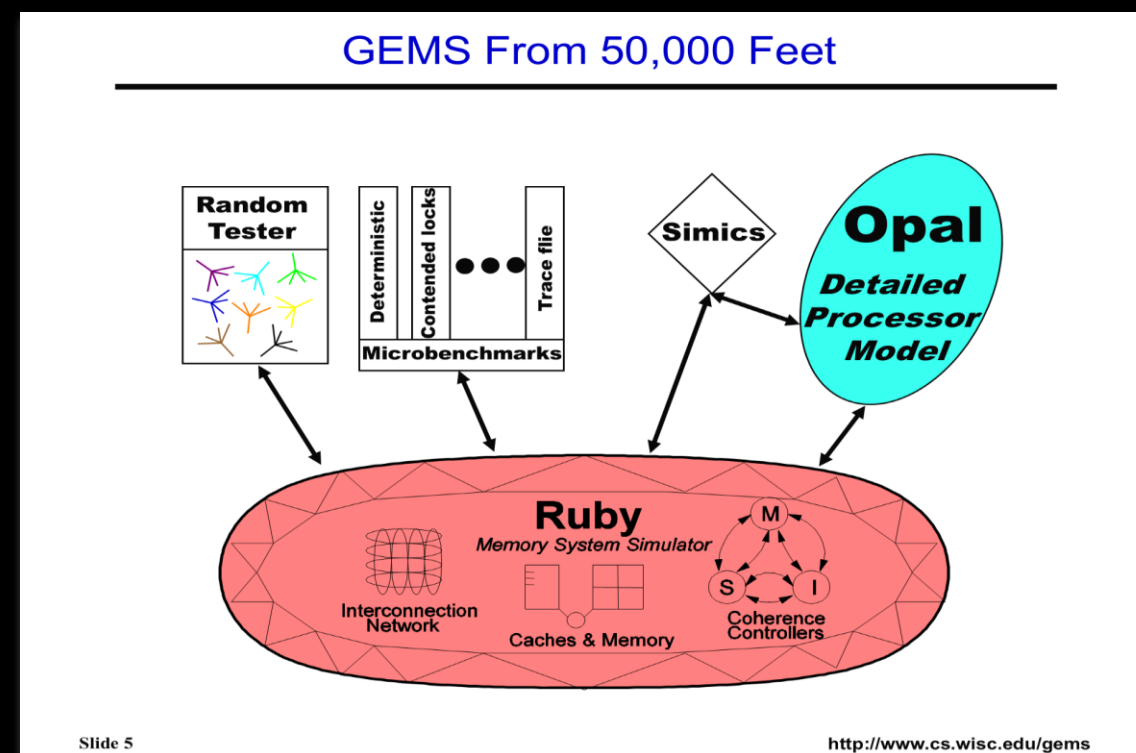 GEMS From 50,000 Feet
Random
Tester
Deterministic
Contended locks
Trace flie
Microbenchmarks
Simics
Opal
Detailed
Processor
Model
Ruby
Memory System Simulator
Interconnection
Network
Caches & Memory
M
S
I
Coherence
Controllers
Slide 5
http://www.cs.wisc.edu/gems